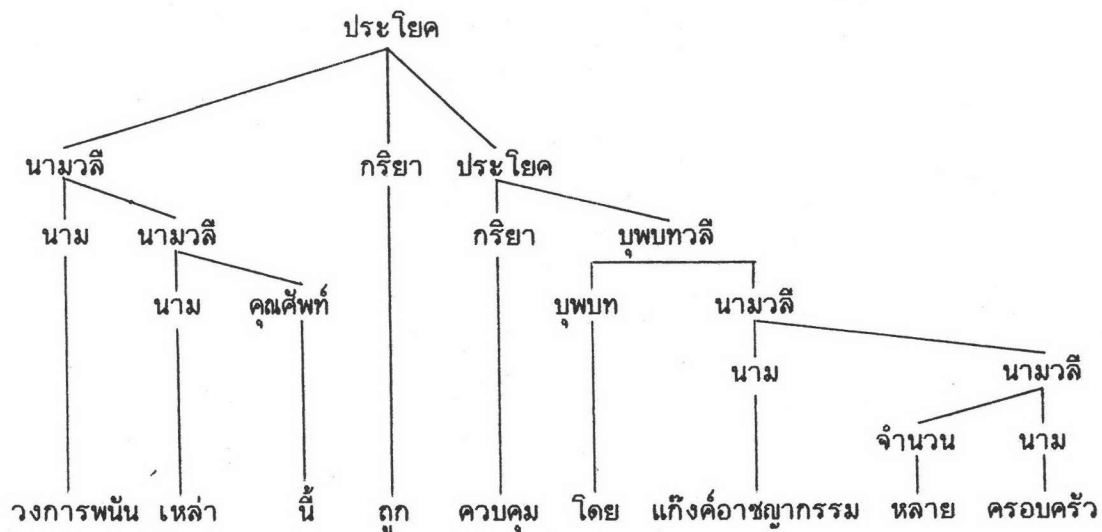 ประโยค
นามวลี กริยา ประโยค
นาม นามวลี กริยา บุพบทวลี
นาม คุณศัพท์ บุพบท นามวลี
นาม นามวลี
จำนวน นาม
วงการพนัน เหล่า นี้ ถูก ควบคุม โดย แก๊งค์อาชญากรรม หลาย ครอบครัว